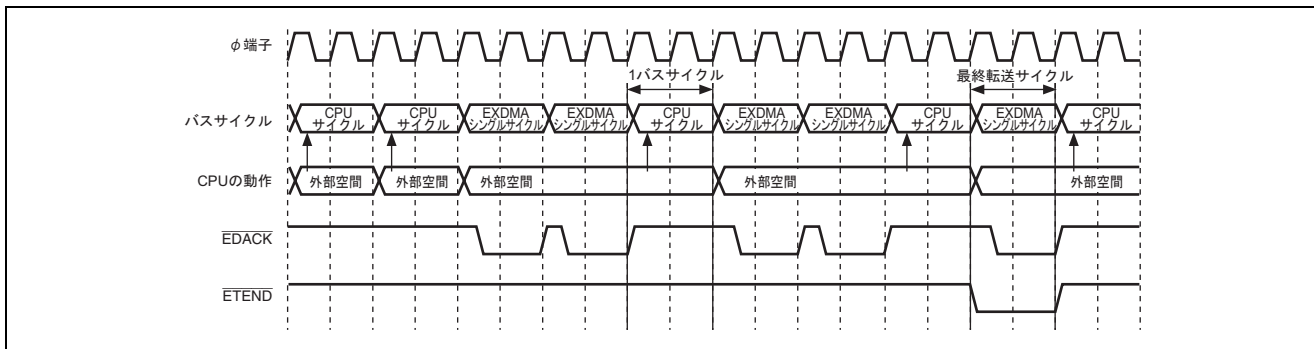 φ端子
1バスサイクル
最終転送サイクル
バスサイクル
CPU
サイクル
CPU
サイクル
EXDMA
シングルサイクル
EXDMA
シングルサイクル
CPU
サイクル
EXDMA
シングルサイクル
EXDMA
シングルサイクル
CPU
サイクル
EXDMA
シングルサイクル
CPU
サイクル
CPUの動作
外部空間
外部空間
外部空間
外部空間
外部空間
EDACK
ETEND